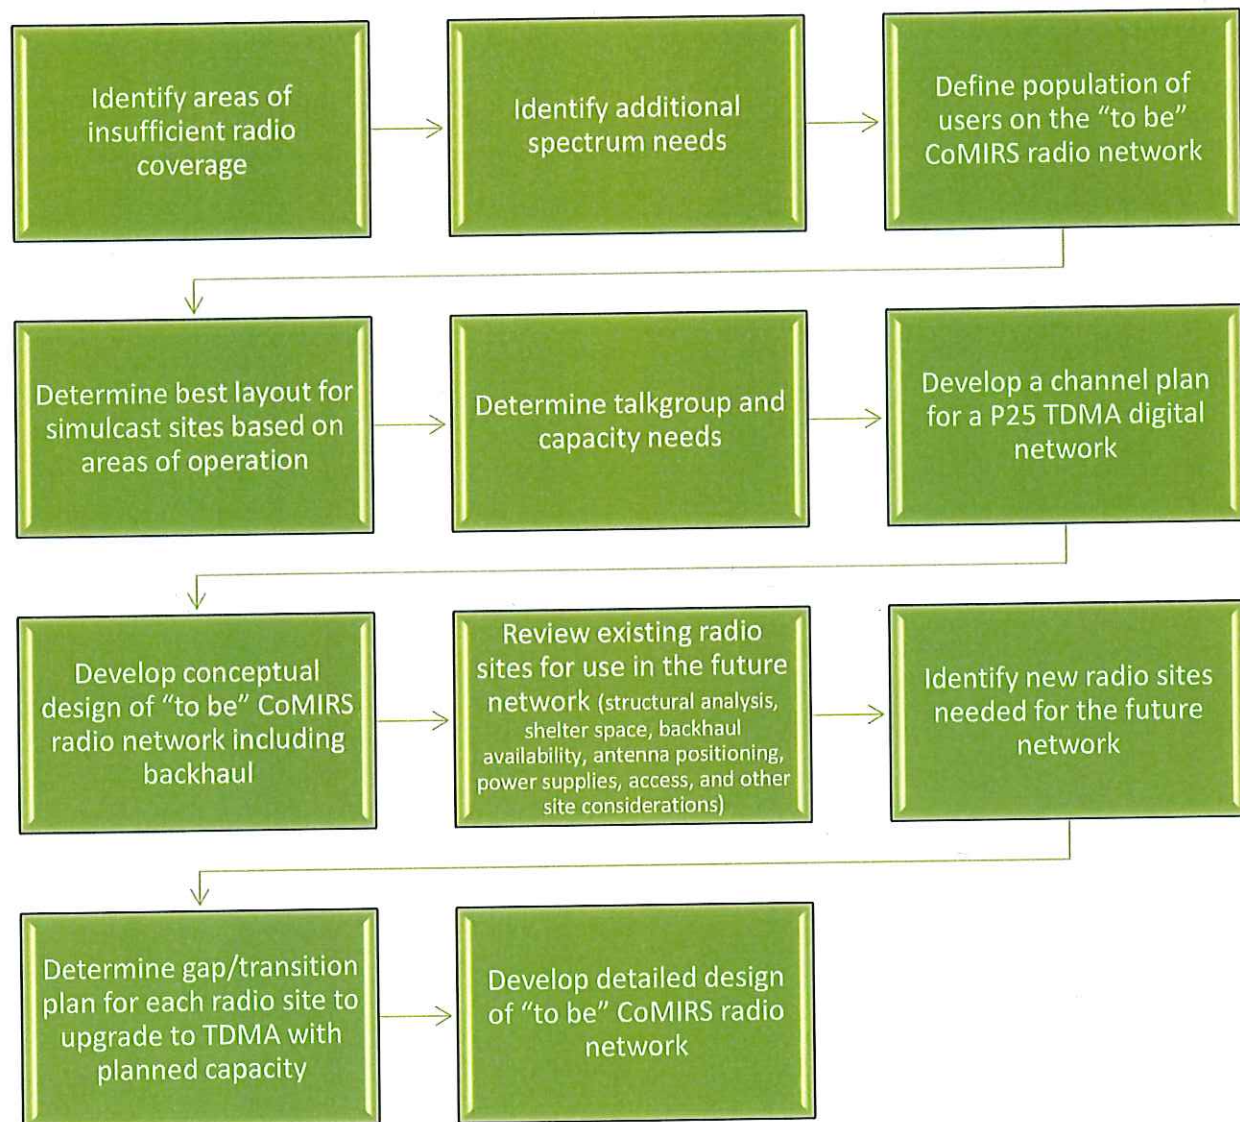 Identify areas of
insufficient radio
coverage
Identify additional
spectrum needs
Define population of
users on the “to be”
CoMIRS radio network
Determine best layout for
simulcast sites based on
areas of operation
Determine talkgroup and
capacity needs
Develop a channel plan
for a P25 TDMA digital
network
Develop conceptual
design of “to be” CoMIRS
radio network including
backhaul
Review existing radio
sites for use in the future
network (structural analysis,
shelter space, backhaul
availability, antenna positioning,
power supplies, access, and other
site considerations)
Identify new radio sites
needed for the future
network
Determine gap/transition
plan for each radio site to
upgrade to TDMA with
planned capacity
Develop detailed design
of “to be” CoMIRS radio
network